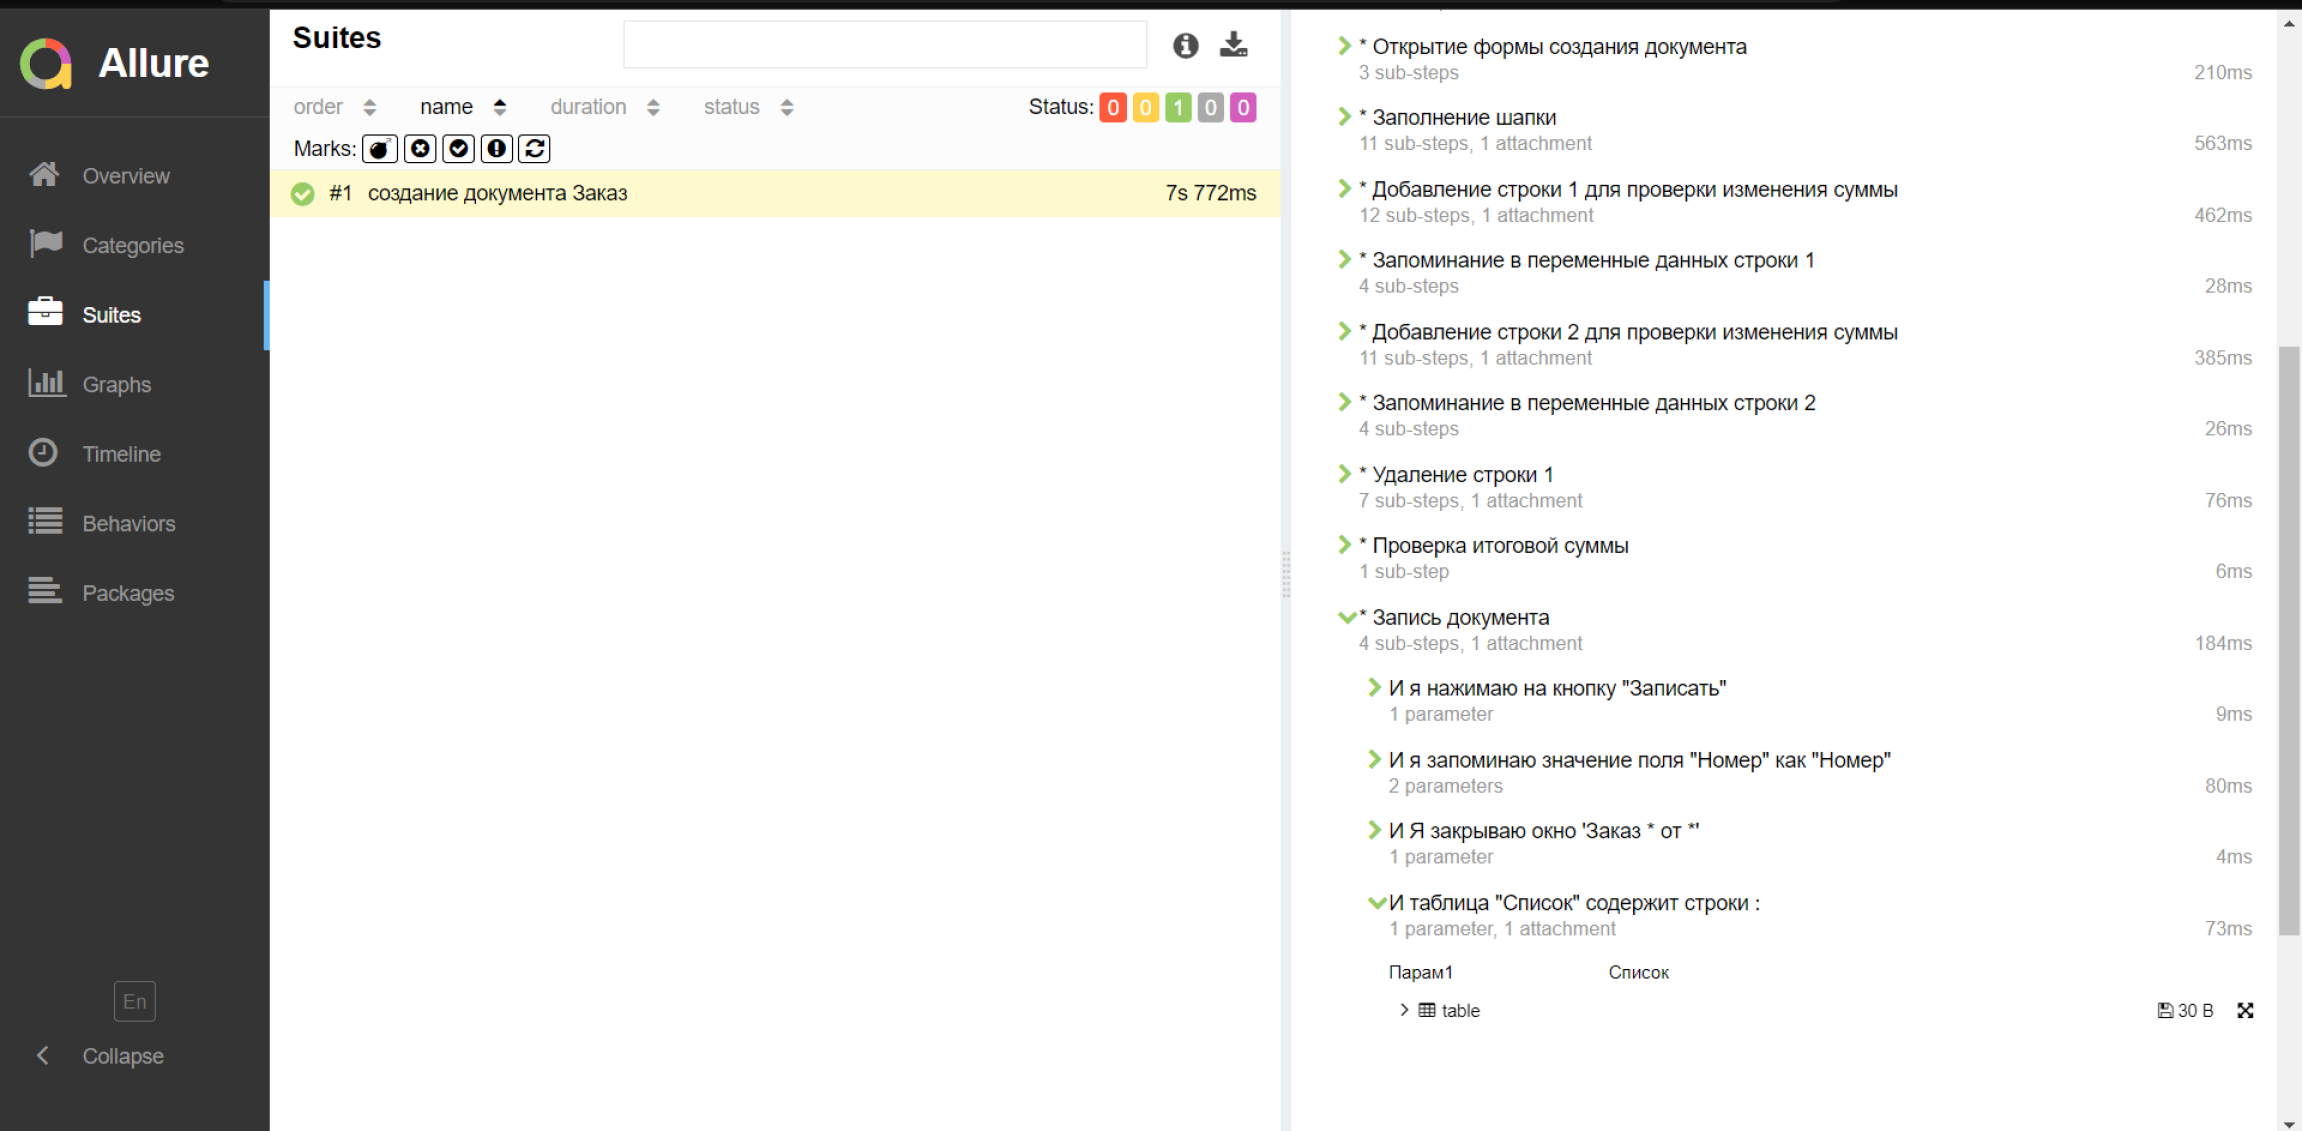 Allure
Overview
Categories
Suites
Graphs
Timeline
Behaviors
Packages
En
Collapse
Suites
order name duration status Status: 0 0 1 0 0
Marks:
#1 создание документа Заказ 7s 772ms
* Открытие формы создания документа
3 sub-steps 210ms
* Заполнение шапки
11 sub-steps, 1 attachment 563ms
* Добавление строки 1 для проверки изменения суммы
12 sub-steps, 1 attachment 462ms
* Запоминание в переменные данных строки 1
4 sub-steps 28ms
* Добавление строки 2 для проверки изменения суммы
11 sub-steps, 1 attachment 385ms
* Запоминание в переменные данных строки 2
4 sub-steps 26ms
* Удаление строки 1
7 sub-steps, 1 attachment 76ms
* Проверка итоговой суммы
1 sub-step 6ms
* Запись документа
4 sub-steps, 1 attachment 184ms
И я нажимаю на кнопку "Записать"
1 parameter 9ms
И я запоминаю значение поля "Номер" как "Номер"
2 parameters 80ms
И Я закрываю окно 'Заказ * от *'
1 parameter 4ms
И таблица "Список" содержит строки :
1 parameter, 1 attachment 73ms
Парам1 Список
table 30 B